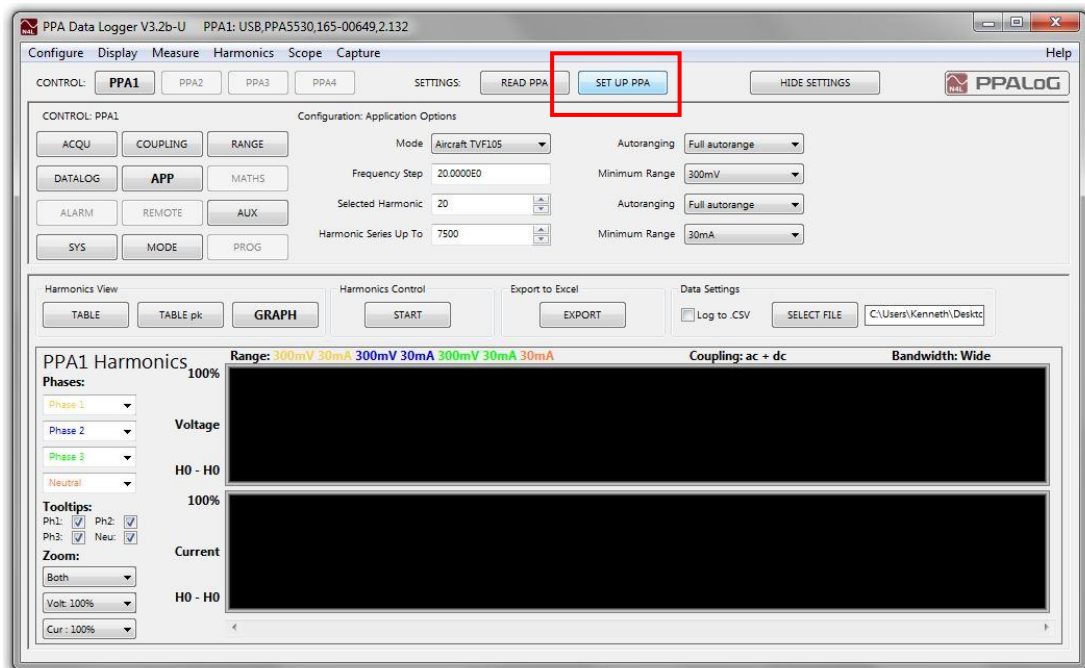 PPA Data Logger V3.2b-U PPA1: USB,PPA5530,165-00649,2.132
Configure Display Measure Harmonics Scope Capture Help
CONTROL: PPA1 PPA2 PPA3 PPA4 SETTINGS: READ PPA SET UP PPA HIDE SETTINGS N4L PPALoG
CONTROL: PPA1 Configuration: Application Options
ACQU COUPLING RANGE Mode Aircraft TVF105 Autoranging Full autorange
DATALOG APP MATHS Frequency Step 20.0000E0 Minimum Range 300mV
ALARM REMOTE AUX Selected Harmonic 20 Autoranging Full autorange
SYS MODE PROG Harmonic Series Up To 7500 Minimum Range 30mA
Harmonics View Harmonics Control Export to Excel Data Settings
TABLE TABLE pk GRAPH START EXPORT Log to .CSV SELECT FILE C:\Users\Kenneth\Deskto
PPA1 Harmonics Range: 300mV 30mA 300mV 30mA 300mV 30mA 30mA Coupling: ac + dc Bandwidth: Wide
100%
Phases:
Phase 1
Phase 2 Voltage
Phase 3
H0 - H0
Neutral
100%
Tooltips:
Ph1: Ph2:
Ph3: Neu:
Zoom: Current
Both
Volt: 100% H0 - H0
Cur : 100%